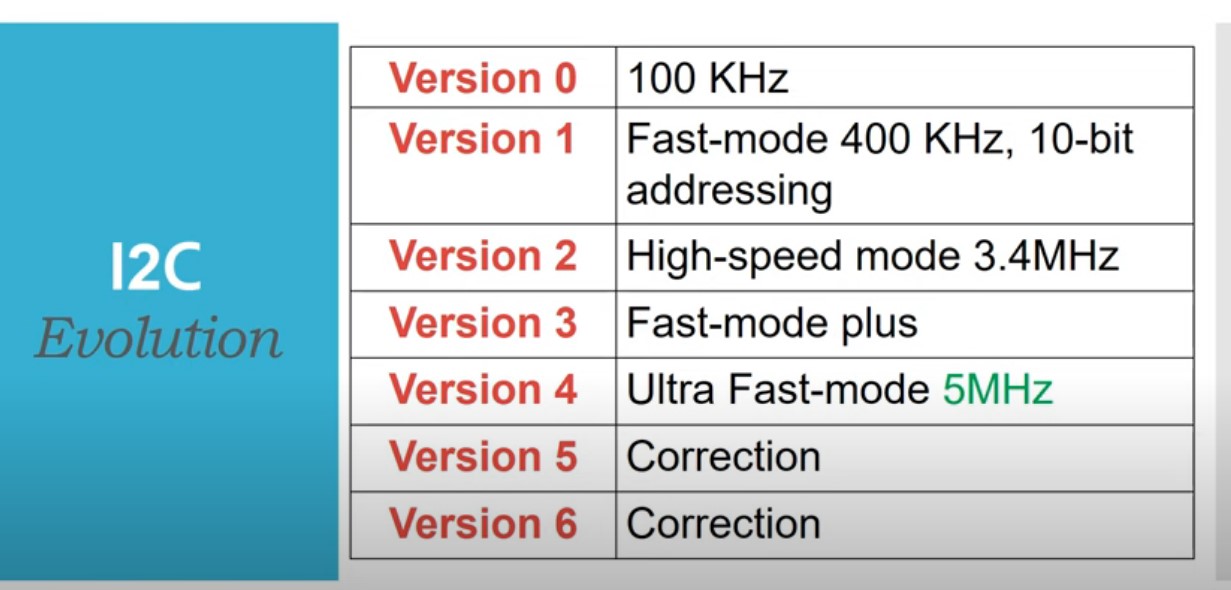 I2C
Evolution
Version 0 100 KHz
Version 1 Fast-mode 400 KHz, 10-bit
addressing
Version 2 High-speed mode 3.4MHz
Version 3 Fast-mode plus
Version 4 Ultra Fast-mode 5MHz
Version 5 Correction
Version 6 Correction